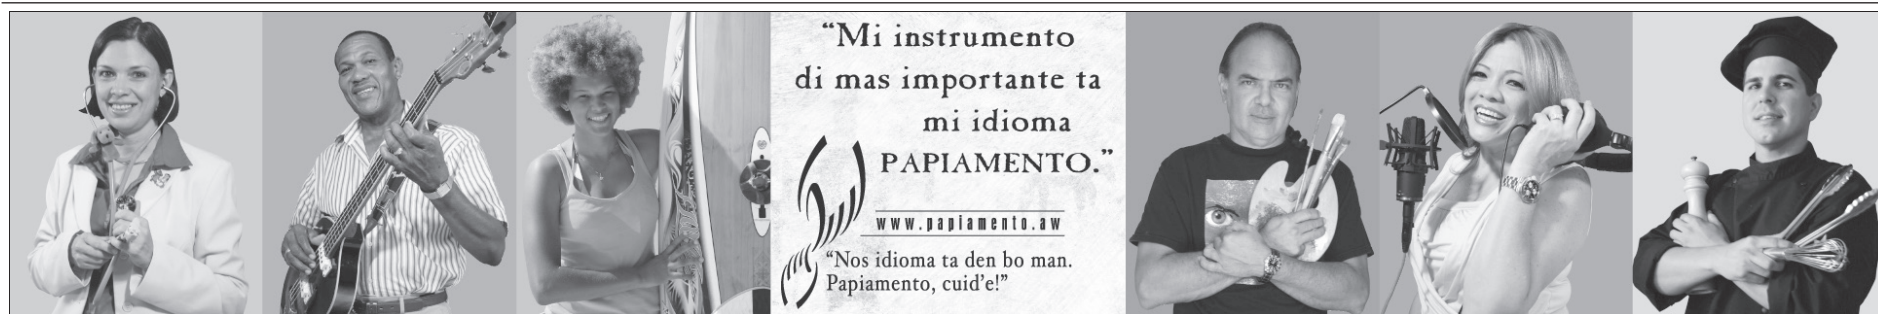 “Mi instrumento
di mas importante ta
mi idioma
PAPIAMENTO.”
www.papiamento.aw
“Nos idioma ta den bo man.
Papiamento, cuid’e!”